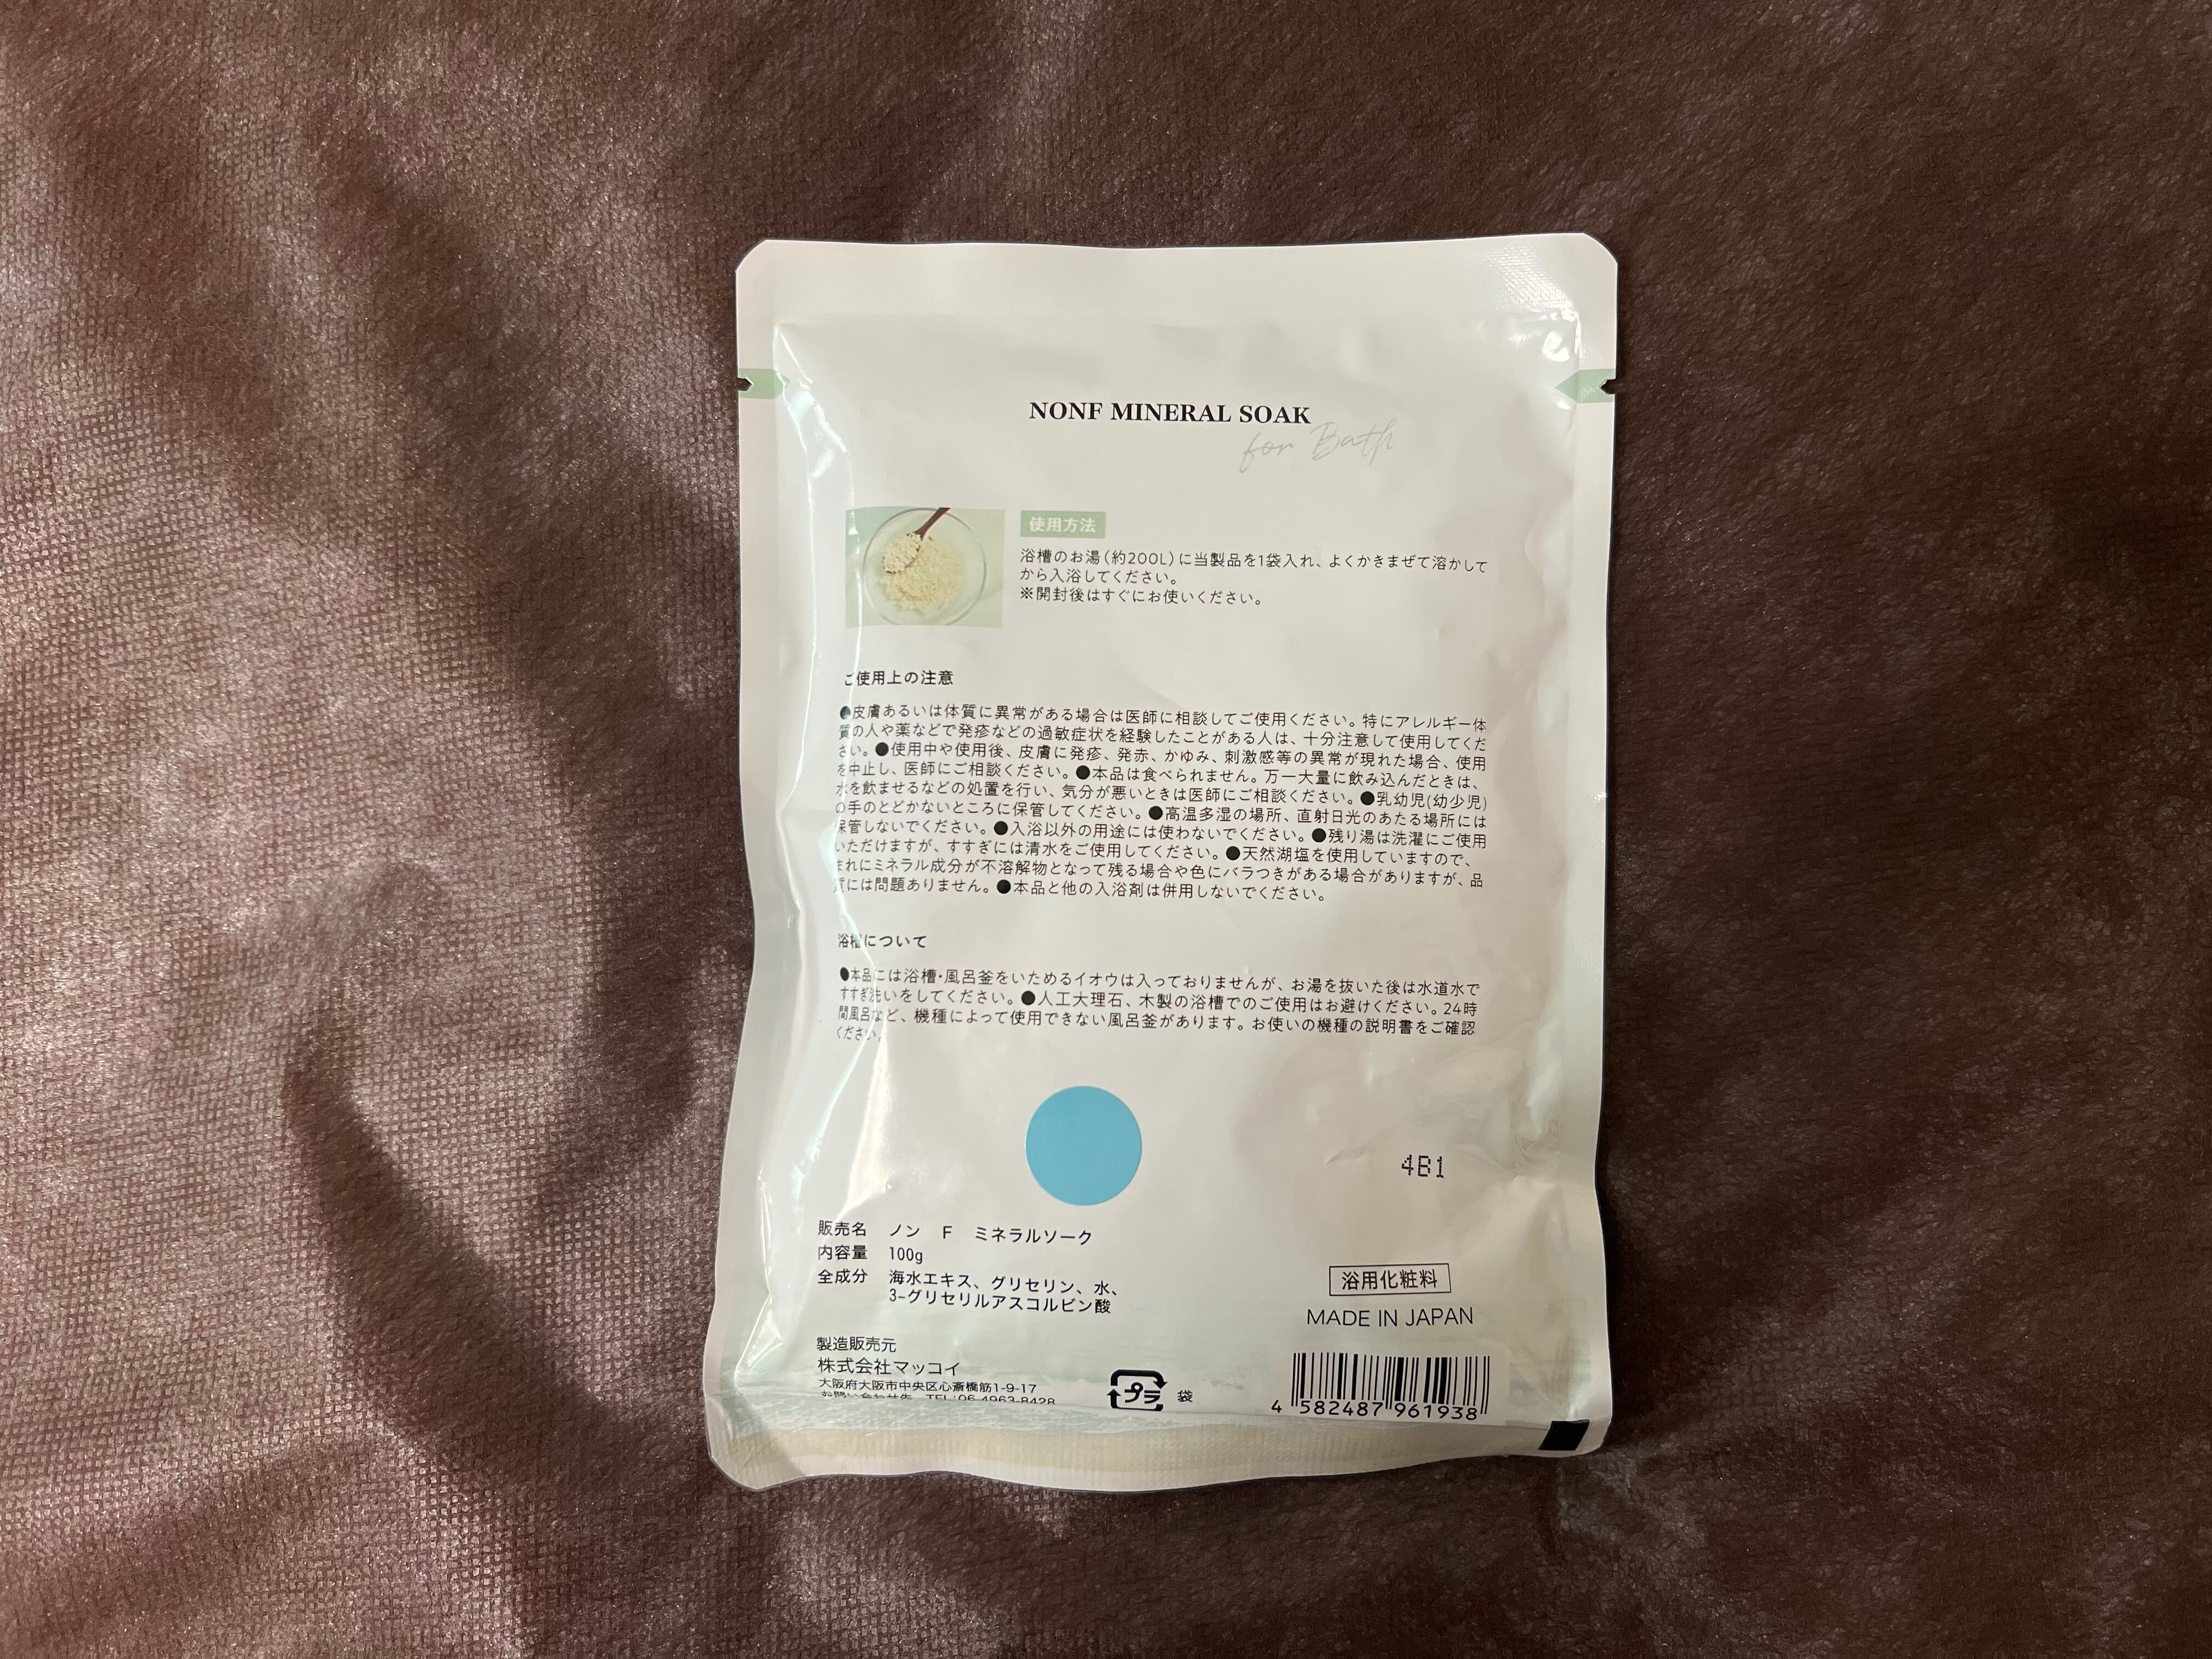 NONF MINERAL SOAK
for Bath
使用方法
浴槽のお湯(約200L)に当製品を1袋入れ、よくかきまぜて溶かして
から入浴してください。
※開封後はすぐにお使いください。
ご使用上の注意
●皮膚あるいは体質に異常がある場合は医師に相談してご使用ください。特にアレルギー体
質の人や薬などで発疹などの過敏症状を経験したことがある人は、十分注意して使用してくだ
さい。●使用中や使用後、皮膚に発疹、発赤、かゆみ、刺激感等の異常が現れた場合、使用
を中止し、医師にご相談ください。●本品は食べられません。万一大量に飲み込んだときは、
水を飲ませるなどの処置を行い、気分が悪いときは医師にご相談ください。●乳幼児(幼少児)
の手のとどかないところに保管してください。●高温多湿の場所、直射日光のあたる場所には
保管しないでください。●入浴以外の用途には使わないでください。●残り湯は洗濯にご使用
いただけますが、すすぎには清水をご使用してください。●天然湖塩を使用していますので、
まれにミネラル成分が不溶解物となって残る場合や色にバラつきがある場合がありますが、品
質には問題ありません。●本品と他の入浴剤は併用しないでください。
浴槽について
●本品には浴槽・風呂釜をいためるイオウは入っておりませんが、お湯を抜いた後は水道水で
すすぎ洗いをしてください。●人工大理石、木製の浴槽でのご使用はお避けください。24時
間風呂など、機種によって使用できない風呂釜があります。お使いの機種の説明書をご確認
ください。
4B1
販売名 ノン F ミネラルソーク
内容量 100g
全成分 海水エキス、グリセリン、水、
3-グリセリルアスコルビン酸
浴用化粧料
MADE IN JAPAN
製造販売元
株式会社マッコイ
大阪府大阪市中央区心斎橋筋1-9-17
お問い合わせ先 TEL:06-4963-8428
プラ 袋
4 582487 961938